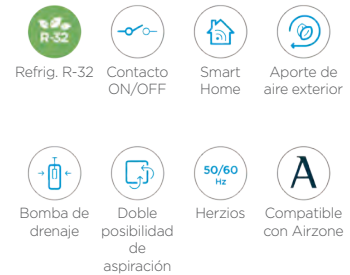 R-32
Refrig. R-32
Contacto
ON/OFF
Smart
Home
Aporte de
aire exterior
Bomba de
drenaje
Doble
posibilidad
de
aspiración
50/60
Hz
Herzios
A
Compatible
con Airzone